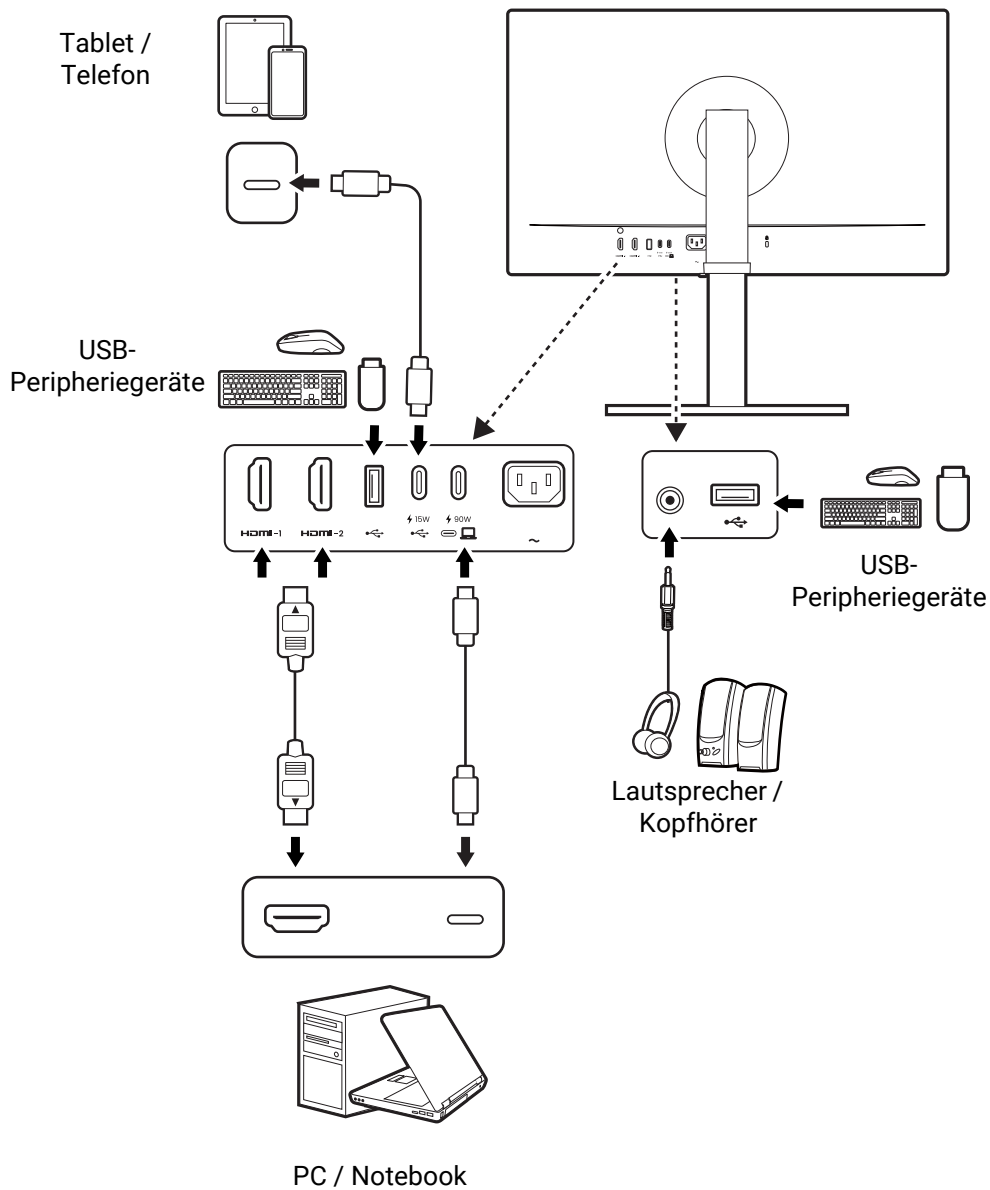 Tablet /
Telefon
USB-
Peripheriegeräte
15W
90W
HDMI-1
HDMI-2
USB-
Peripheriegeräte
Lautsprecher /
Kopfhörer
PC / Notebook